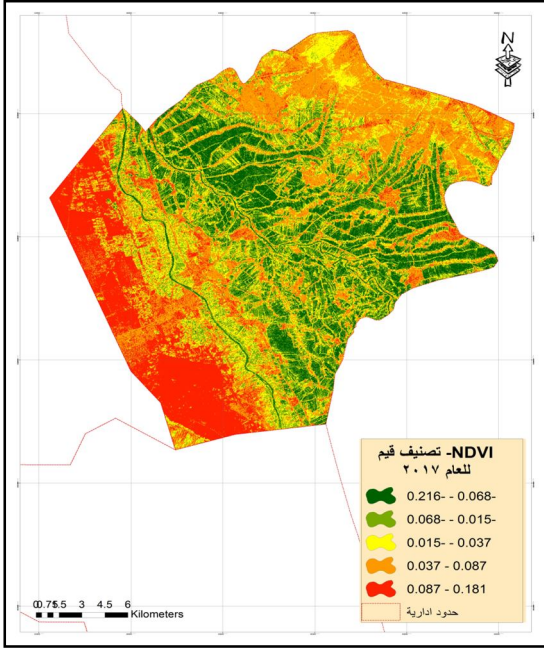 N
NDVI- تصنيف قيم
للعام ٢٠١٧
0.216- - 0.068-
0.068 - 0.015-
0.015- - 0.037
0.037 - 0.087
0.087 - 0.181
حدود ادارية
0 0.75 1.5 3 4.5 6
Kilometers